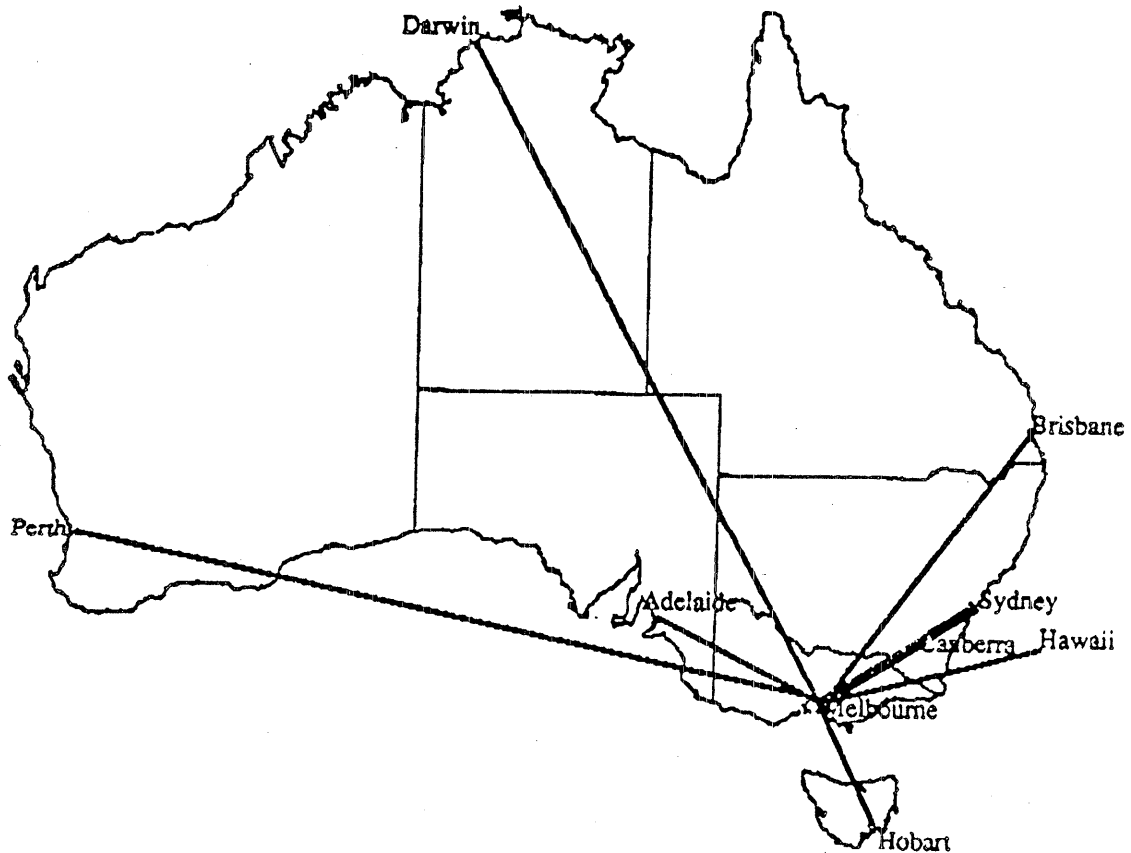 Darwin
Brisbane
Perth
Adelaide
Sydney
Canberra
Hawaii
Melbourne
Hobart